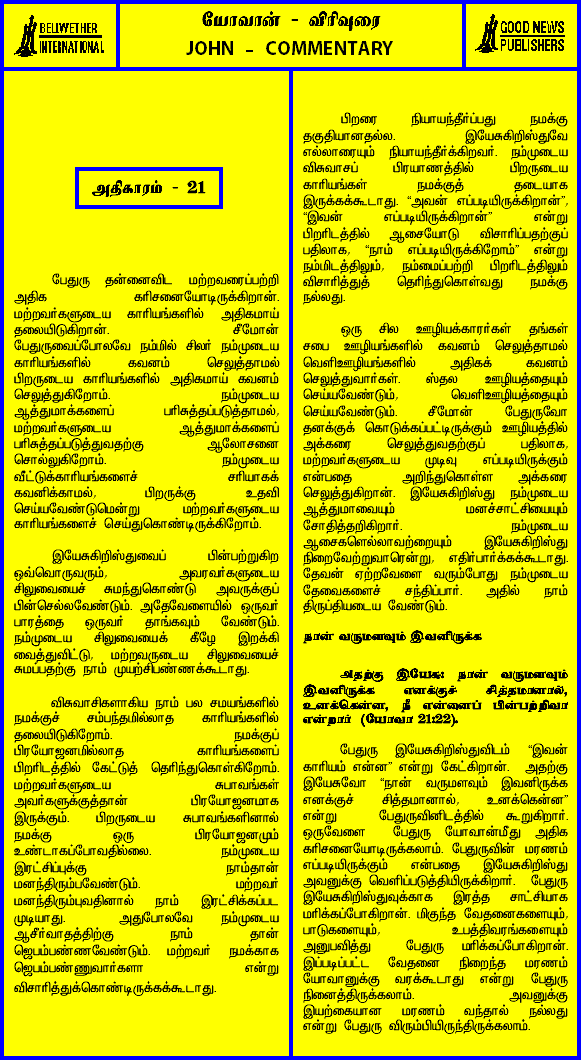 BELWETHER
INTERNATIONAL
யோவான் - விரிவுரை
JOHN - COMMENTARY
GOOD NEWS
PUBLISHERS
அதிகாரம் - 21
பேதுரு தன்னைவிட மற்றவரைப்பற்றி
அதிக கரிசனையோடிருக்கிறான்.
மற்றவர்களுடைய காரியங்களில் அதிகமாய்
தலையிடுகிறான். சீமோன்
பேதுருவைப்போலவே நம்மில் சிலர் நம்முடைய
காரியங்களில் கவனம் செலுத்தாமல்
பிறருடைய காரியங்களில் அதிகமாய் கவனம்
செலுத்துகிறோம். நம்முடைய
ஆத்துமாக்களைப் பரிசுத்தப்படுத்தாமல்,
மற்றவர்களுடைய ஆத்துமாக்களைப்
பரிசுத்தப்படுத்துவதற்கு ஆலோசனை
சொல்லுகிறோம். நம்முடைய
வீட்டுக்காரியங்களைச் சரியாகக்
கவனிக்காமல், பிறருக்கு உதவி
செய்யவேண்டுமென்று மற்றவர்களுடைய
காரியங்களைச் செய்துகொண்டிருக்கிறோம்.
இயேசுகிறிஸ்துவைப் பின்பற்றுகிற
ஒவ்வொருவரும், அவரவர்களுடைய
சிலுவையைச் சுமந்துகொண்டு அவருக்குப்
பின்செல்லவேண்டும். அதேவேளையில் ஒருவர்
பாரத்தை ஒருவர் தாங்கவும் வேண்டும்.
நம்முடைய சிலுவையைக் கீழே இறக்கி
வைத்துவிட்டு, மற்றவருடைய சிலுவையைச்
சுமப்பதற்கு நாம் முயற்சிபண்ணக்கூடாது.
விசுவாசிகளாகிய நாம் பல சமயங்களில்
நமக்குச் சம்பந்தமில்லாத காரியங்களில்
தலையிடுகிறோம். நமக்குப்
பிரயோஜனமில்லாத காரியங்களைப்
பிறரிடத்தில் கேட்டுத் தெரிந்துகொள்கிறோம்.
மற்றவர்களுடைய சுபாவங்கள்
அவர்களுக்குத்தான் பிரயோஜனமாக
இருக்கும். பிறருடைய சுபாவங்களினால்
நமக்கு ஒரு பிரயோஜனமும்
உண்டாகப்போவதில்லை. நம்முடைய
இரட்சிப்புக்கு நாம்தான்
மனந்திரும்பவேண்டும். மற்றவர்
மனந்திரும்புவதினால் நாம் இரட்சிக்கப்பட
முடியாது. அதுபோலவே நம்முடைய
ஆசீர்வாதத்திற்கு நாம் தான்
ஜெபம்பண்ணவேண்டும். மற்றவர் நமக்காக
ஜெபம்பண்ணுவார்களா என்று
விசாரித்துக்கொண்டிருக்கக்கூடாது.
பிறரை நியாயந்தீர்ப்பது நமக்கு
தகுதியானதல்ல. இயேசுகிறிஸ்துவே
எல்லாரையும் நியாயந்தீர்க்கிறவர். நம்முடைய
விசுவாசப் பிரயாணத்தில் பிறருடைய
காரியங்கள் நமக்குத் தடையாக
இருக்கக்கூடாது. “அவன் எப்படியிருக்கிறான்”,
“இவன் எப்படியிருக்கிறான்” என்று
பிறரிடத்தில் ஆசையோடு விசாரிப்பதற்குப்
பதிலாக, “நாம் எப்படியிருக்கிறோம்” என்று
நம்மிடத்திலும், நம்மைப்பற்றி பிறரிடத்திலும்
விசாரித்துத் தெரிந்துகொள்வது நமக்கு
நல்லது.
ஒரு சில ஊழியக்காரர்கள் தங்கள்
சபை ஊழியங்களில் கவனம் செலுத்தாமல்
வெளிஊழியங்களில் அதிகக் கவனம்
செலுத்துவார்கள். ஸ்தல ஊழியத்தையும்
செய்யவேண்டும், வெளிஊழியத்தையும்
செய்யவேண்டும். சீமோன் பேதுருவோ
தனக்குக் கொடுக்கப்பட்டிருக்கும் ஊழியத்தில்
அக்கரை செலுத்துவதற்குப் பதிலாக,
மற்றவர்களுடைய முடிவு எப்படியிருக்கும்
என்பதை அறிந்துகொள்ள அக்கரை
செலுத்துகிறான். இயேசுகிறிஸ்து நம்முடைய
ஆத்துமாவையும் மனச்சாட்சியையும்
சோதித்தறிகிறார். நம்முடைய
ஆசைகளெல்லாவற்றையும் இயேசுகிறிஸ்து
நிறைவேற்றுவாரென்று, எதிர்பார்க்கக்கூடாது.
தேவன் ஏற்றவேளை வரும்போது நம்முடைய
தேவைகளைச் சந்திப்பார். அதில் நாம்
திருப்தியடைய வேண்டும்.
நான் வருமளவும் இவனிருக்க
அதற்கு இயேசு: நான் வருமளவும்
இவனிருக்க எனக்குச் சித்தமானால்,
உனக்கென்ன, நீ என்னைப் பின்பற்றிவா
என்றார் (யோவா 21:22).
பேதுரு இயேசுகிறிஸ்துவிடம் “இவன்
காரியம் என்ன” என்று கேட்கிறான். அதற்கு
இயேசுவோ “நான் வருமளவும் இவனிருக்க
எனக்குச் சித்தமானால், உனக்கென்ன”
என்று பேதுருவினிடத்தில் கூறுகிறார்.
ஒருவேளை பேதுரு யோவான்மீது அதிக
கரிசனையோடிருக்கலாம். பேதுருவின் மரணம்
எப்படியிருக்கும் என்பதை இயேசுகிறிஸ்து
அவனுக்கு வெளிப்படுத்தியிருக்கிறார். பேதுரு
இயேசுகிறிஸ்துவுக்காக இரத்த சாட்சியாக
மரிக்கப்போகிறான். மிகுந்த வேதனைகளையும்,
பாடுகளையும், உபத்திவரங்களையும்
அனுபவித்து பேதுரு மரிக்கப்போகிறான்.
இப்படிப்பட்ட வேதனை நிறைந்த மரணம்
யோவானுக்கு வரக்கூடாது என்று பேதுரு
நினைத்திருக்கலாம். அவனுக்கு
இயற்கையான மரணம் வந்தால் நல்லது
என்று பேதுரு விரும்பியிருந்திருக்கலாம்.